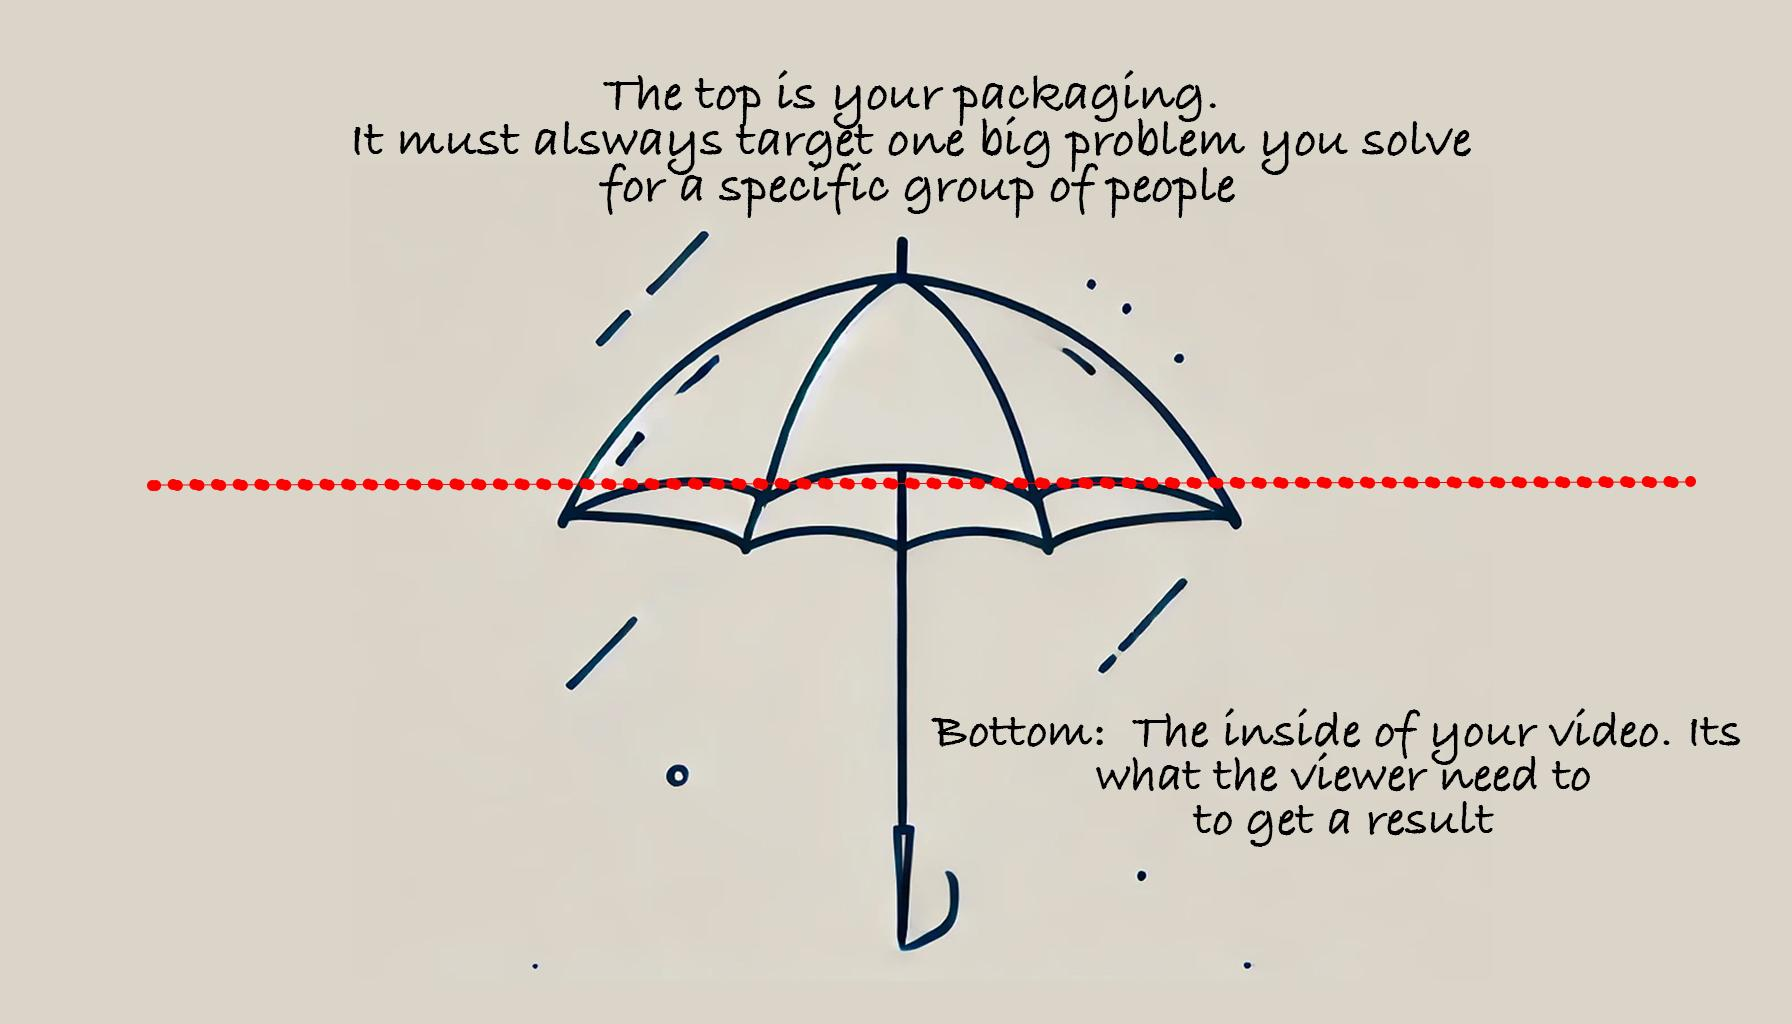 The top is your packaging.
It must alsways target one big problem you solve
for a specific group of people
Bottom: The inside of your video. Its
what the viewer need to
to get a result